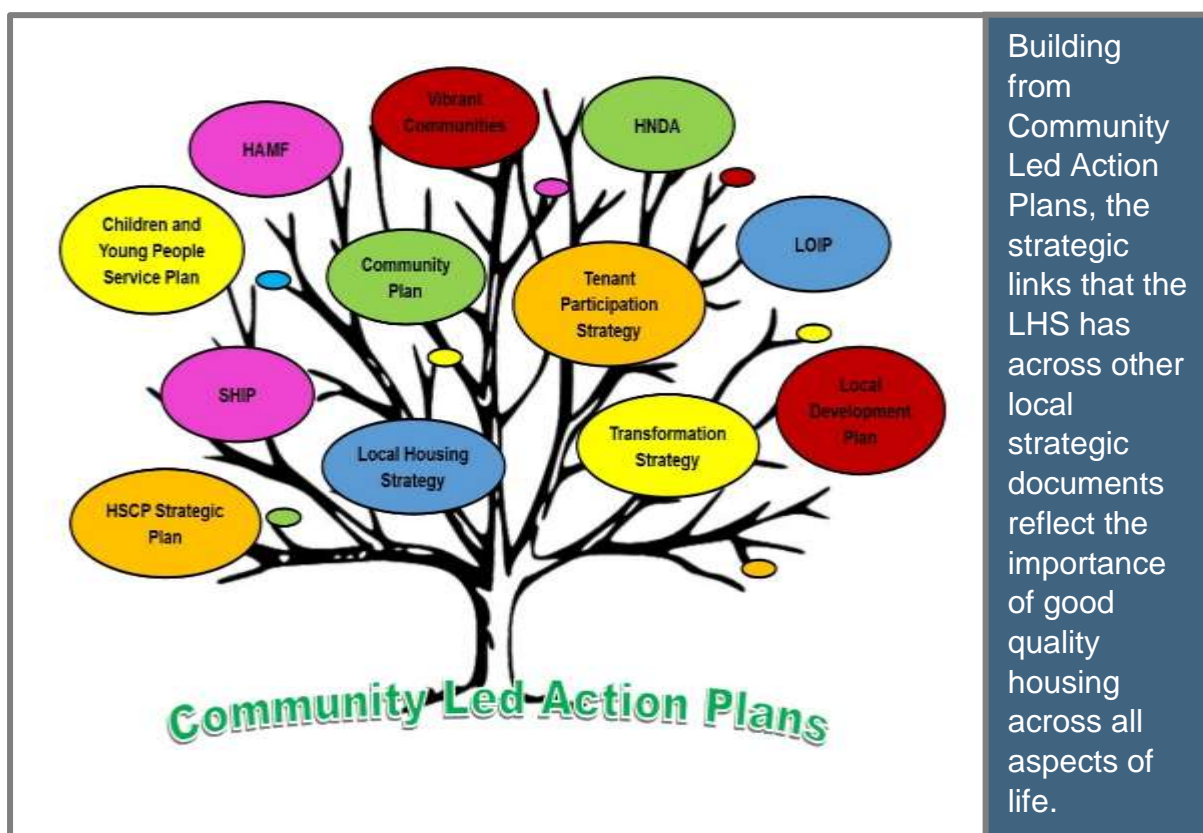 Vibrant
Communities
HNDA
HAMF
Children and
Young People
Service Plan
LOIP
Community
Plan
Tenant
Participation
Strategy
SHIP
Local
Development
Plan
Transformation
Strategy
Local Housing
Strategy
HSCP Strategic
Plan
Community Led Action Plans
Building
from
Community
Led Action
Plans, the
strategic
links that the
LHS has
across other
local
strategic
documents
reflect the
importance
of good
quality
housing
across all
aspects of
life.